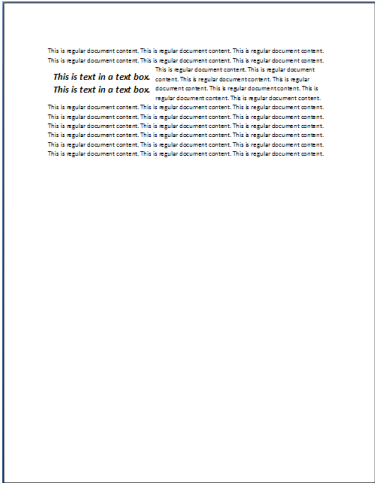 This is regular document content. This is regular document content. This is regular document content.
This is regular document content. This is regular document content. This is regular document content.
This is text in a text box.
This is text in a text box.
This is regular document content. This is regular document
content. This is regular document content. This is regular
document content. This is regular document content. This is
regular document content. This is regular document content.
This is regular document content. This is regular document content. This is regular document content.
This is regular document content. This is regular document content. This is regular document content.
This is regular document content. This is regular document content. This is regular document content.
This is regular document content. This is regular document content. This is regular document content.
This is regular document content. This is regular document content. This is regular document content.
This is regular document content. This is regular document content. This is regular document content.